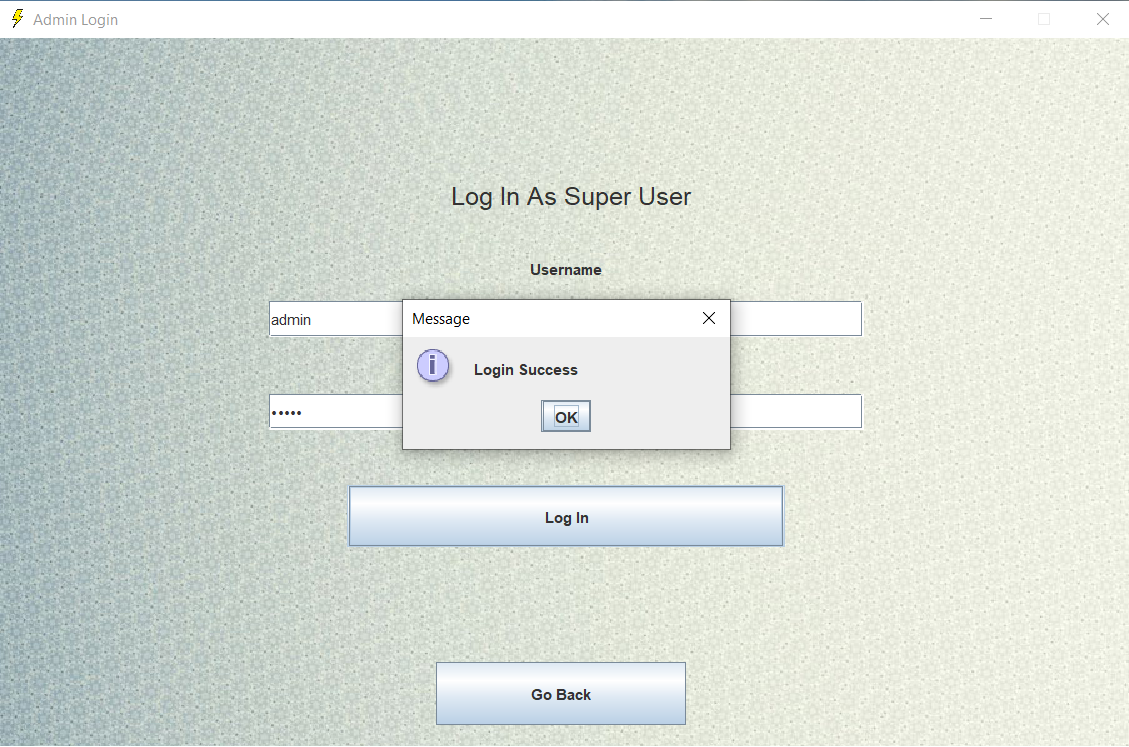 Admin Login
Log In As Super User
Username
admin
Message
i
Login Success
OK
•••••
Log In
Go Back